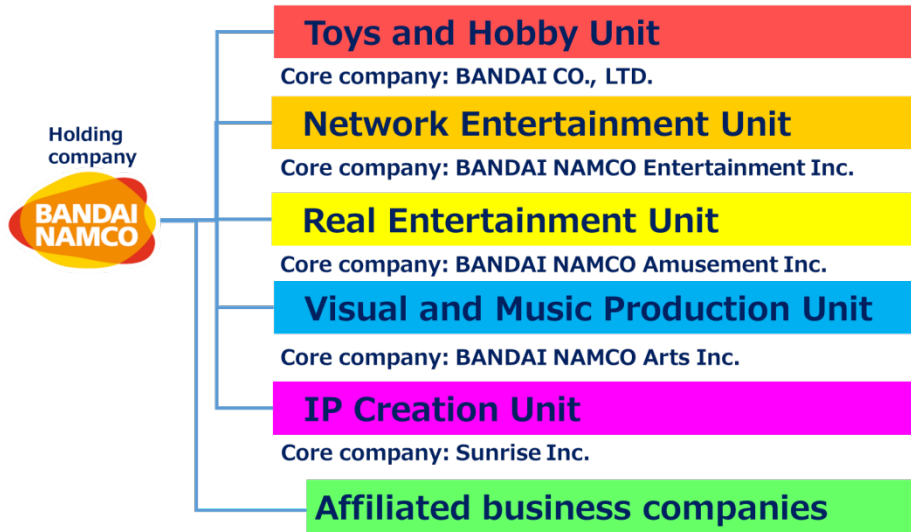 Toys and Hobby Unit
Core company: BANDAI CO., LTD.
Network Entertainment Unit
Core company: BANDAI NAMCO Entertainment Inc.
Holding
company
BANDAI
NAMCO
Real Entertainment Unit
Core company: BANDAI NAMCO Amusement Inc.
Visual and Music Production Unit
Core company: BANDAI NAMCO Arts Inc.
IP Creation Unit
Core company: Sunrise Inc.
Affiliated business companies